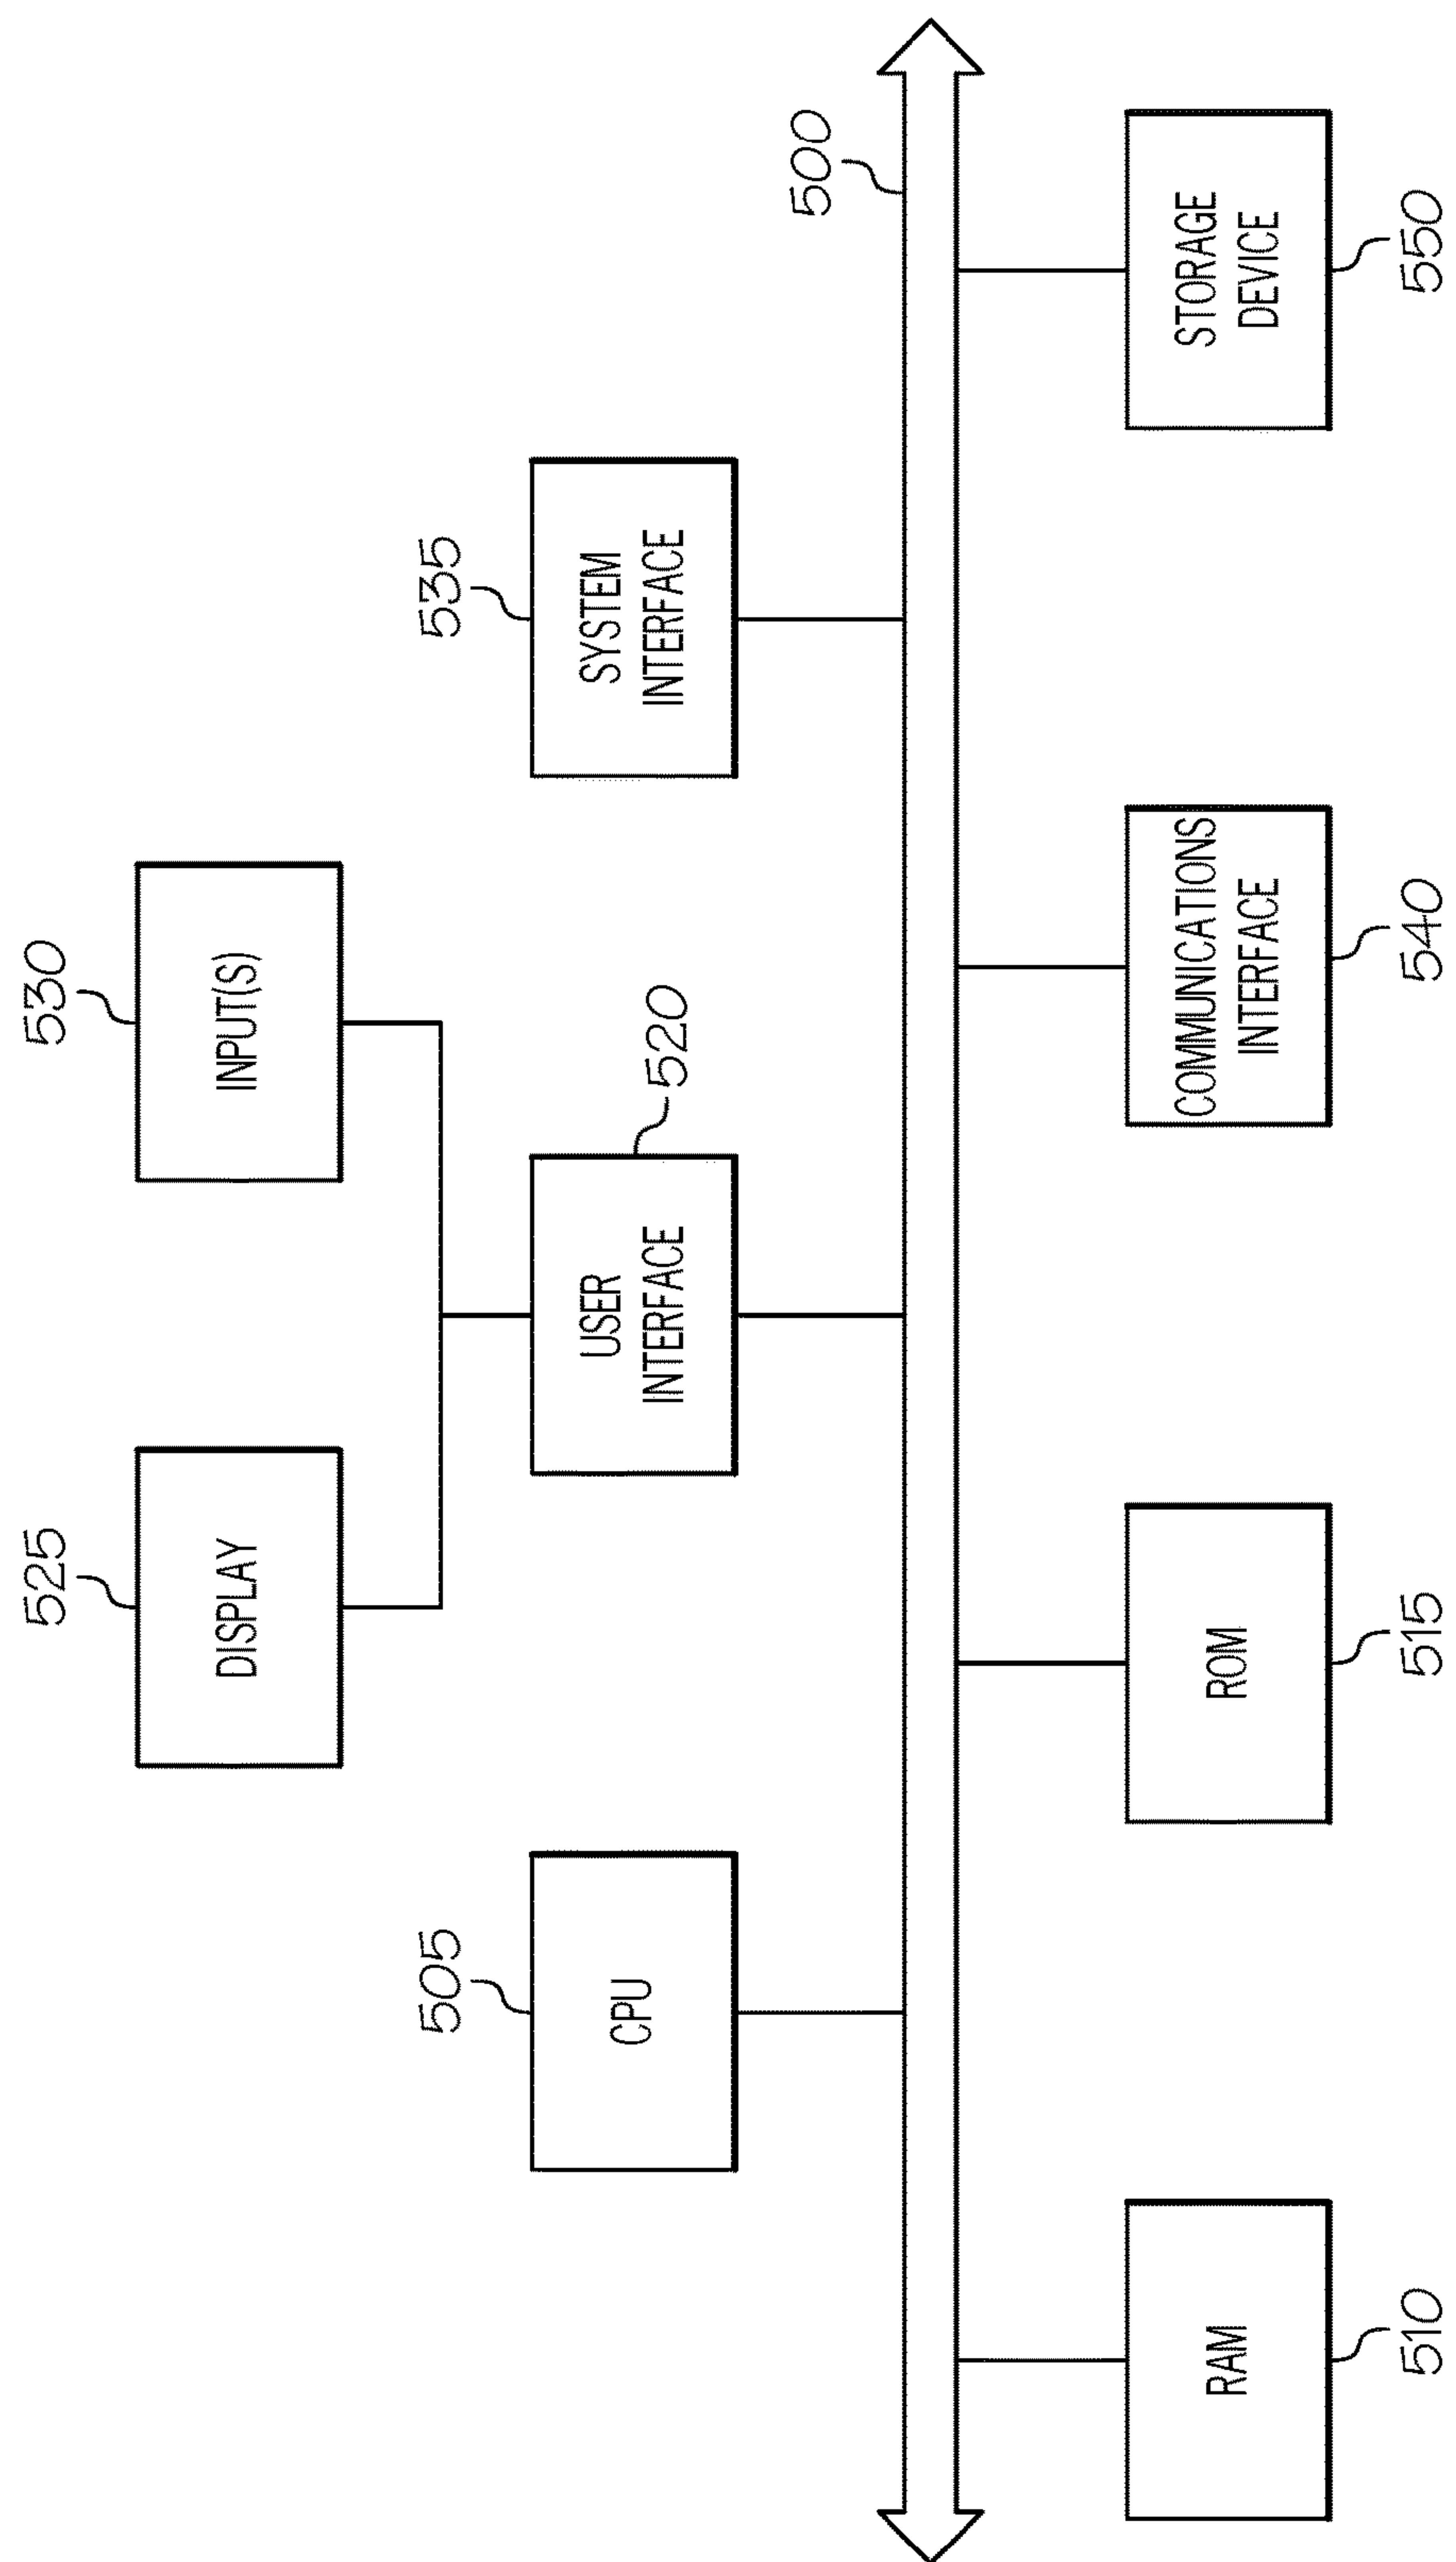 525
530
DISPLAY
INPUT(S)
505
520
535
CPU
USER
INTERFACE
SYSTEM
INTERFACE
500
RAM
ROM
COMMUNICATIONS
INTERFACE
STORAGE
DEVICE
510
515
540
550